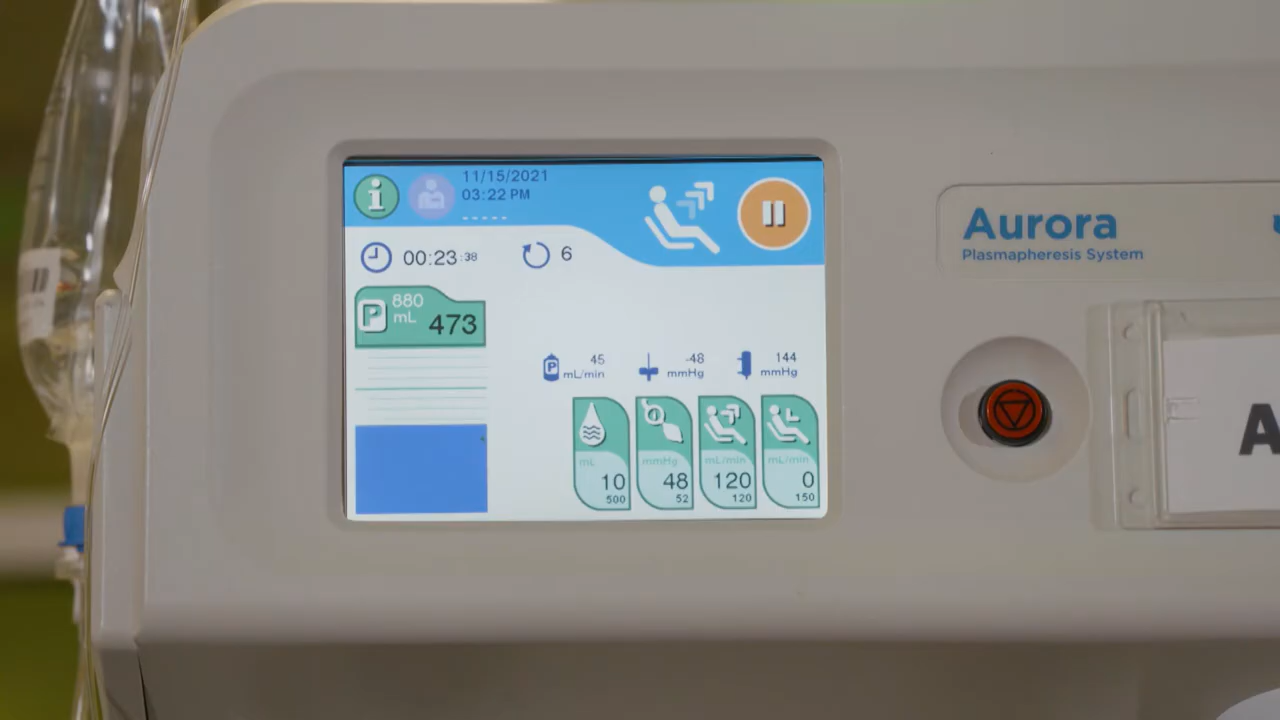 i
11/15/2021
03:22 PM
-----
00:23:38
6
P
880
mL
473
P
45
mL/min
-48
mmHg
144
mmHg
mL
10
500
mmHg
48
52
mL/min
120
120
mL/min
0
150
Aurora
Plasmapheresis System
A